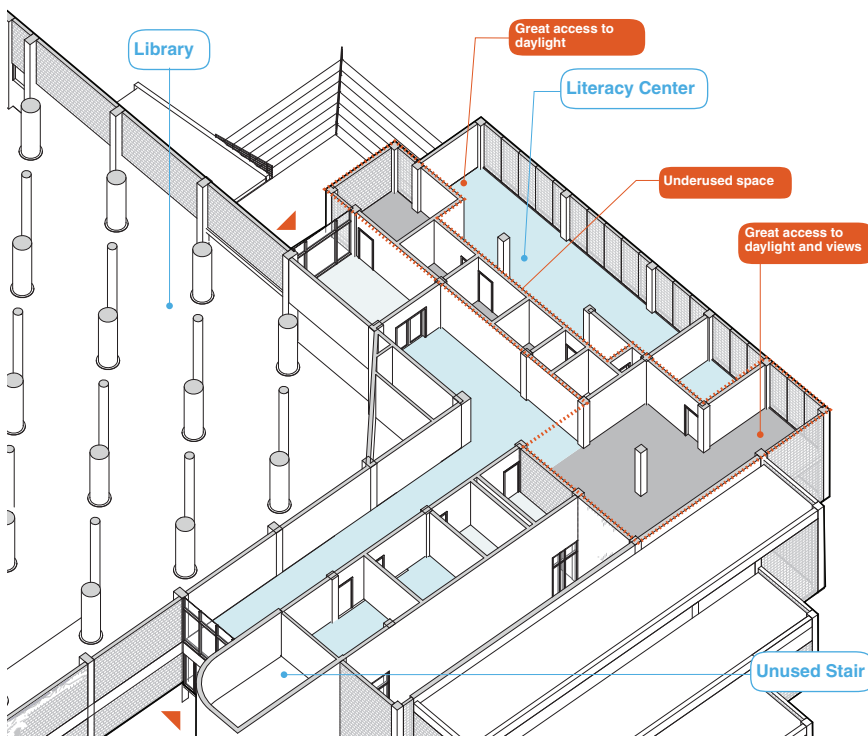 Great access to
daylight
Library
Literacy Center
Underused space
Great access to
daylight and views
Unused Stair